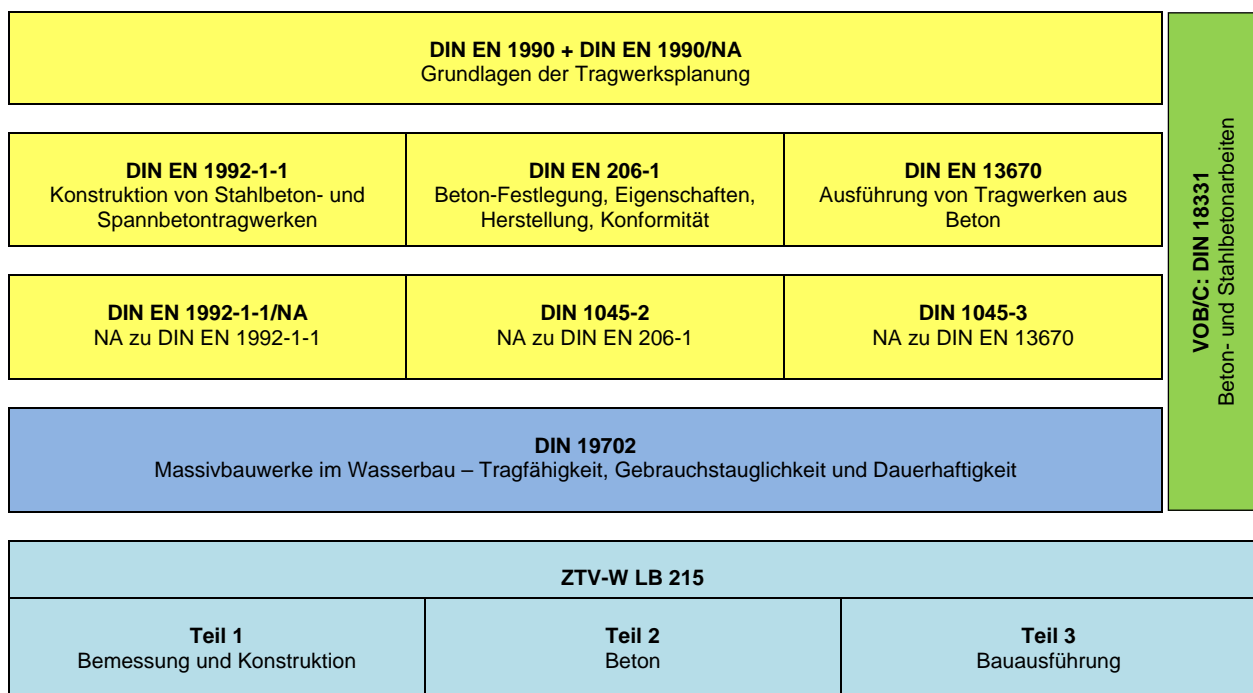 DIN EN 1990 + DIN EN 1990/NA
Grundlagen der Tragwerksplanung
DIN EN 1992-1-1
Konstruktion von Stahlbeton- und
Spannbetontragwerken
DIN EN 206-1
Beton-Festlegung, Eigenschaften,
Herstellung, Konformität
DIN EN 13670
Ausführung von Tragwerken aus
Beton
DIN EN 1992-1-1/NA
NA zu DIN EN 1992-1-1
DIN 1045-2
NA zu DIN EN 206-1
DIN 1045-3
NA zu DIN EN 13670
DIN 19702
Massivbauwerke im Wasserbau – Tragfähigkeit, Gebrauchstauglichkeit und Dauerhaftigkeit
VOB/C: DIN 18331
Beton- und Stahlbetonarbeiten
ZTV-W LB 215
Teil 1
Bemessung und Konstruktion
Teil 2
Beton
Teil 3
Bauausführung